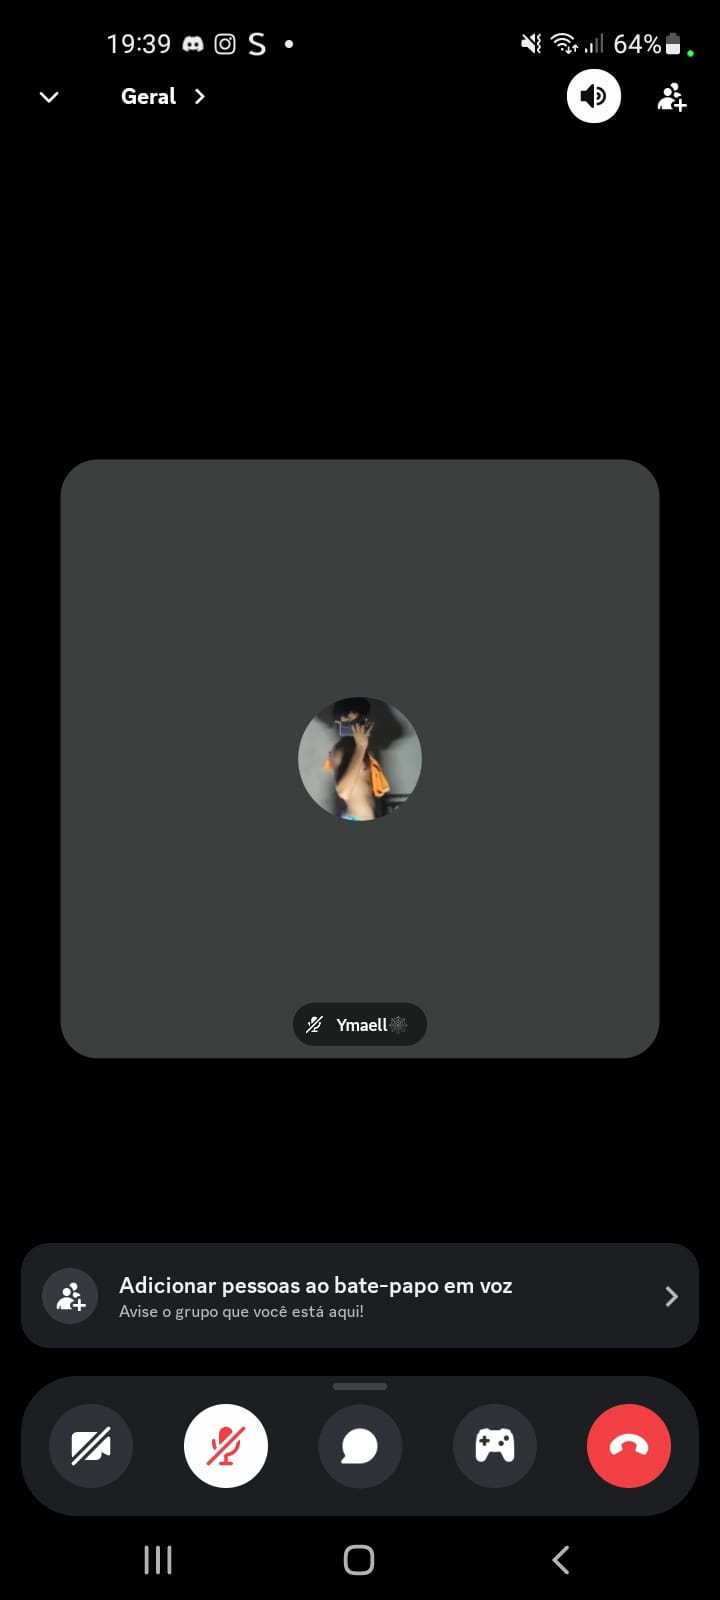 19:39 64%
Geral
Ymaell🕸️
Adicionar pessoas ao bate-papo em voz
Avise o grupo que você está aqui!